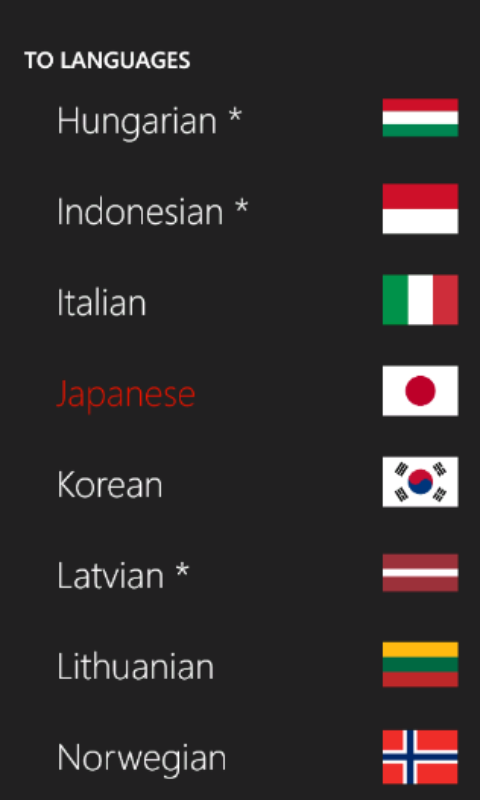 TO LANGUAGES
Hungarian *
Indonesian *
Italian
Japanese
Korean
Latvian *
Lithuanian
Norwegian